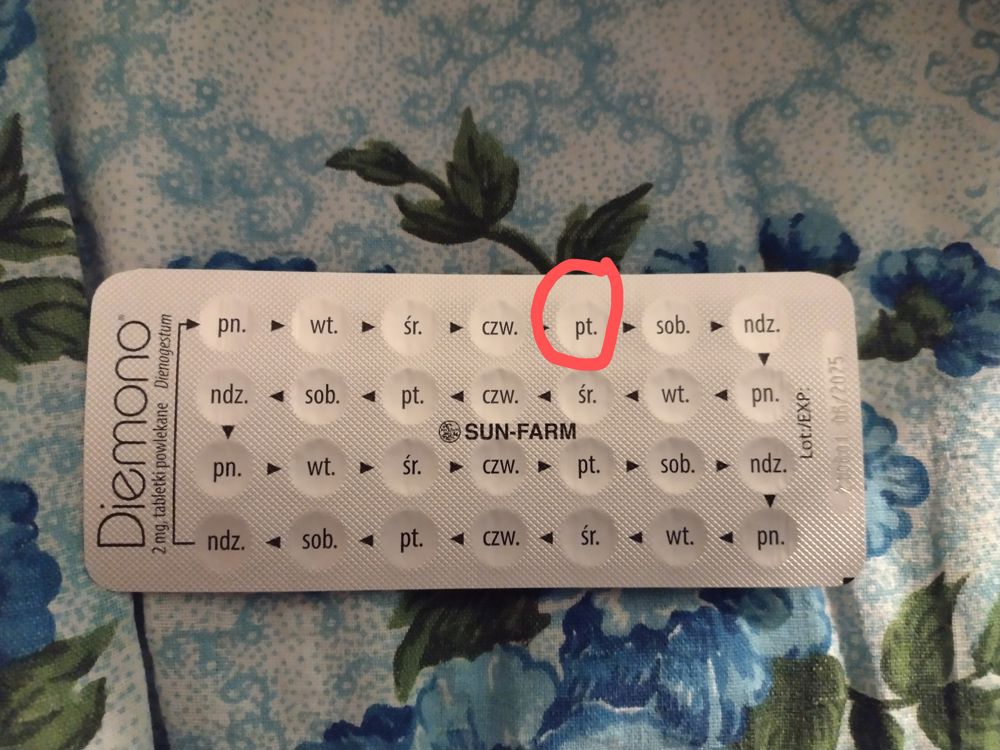 Diemono®
2 mg, tabletki powlekane Dienogestum
pn. ► wt. ► śr. ► czw. ► pt. ► sob. ► ndz.
ndz. ◄ sob. ◄ pt. ◄ czw. ◄ śr. ◄ wt. ◄ pn.
SUN-FARM
pn. ► wt. ► śr. ► czw. ► pt. ► sob. ► ndz.
ndz. ◄ sob. ◄ pt. ◄ czw. ◄ śr. ◄ wt. ◄ pn.
Lot:/EXP:
06/2025